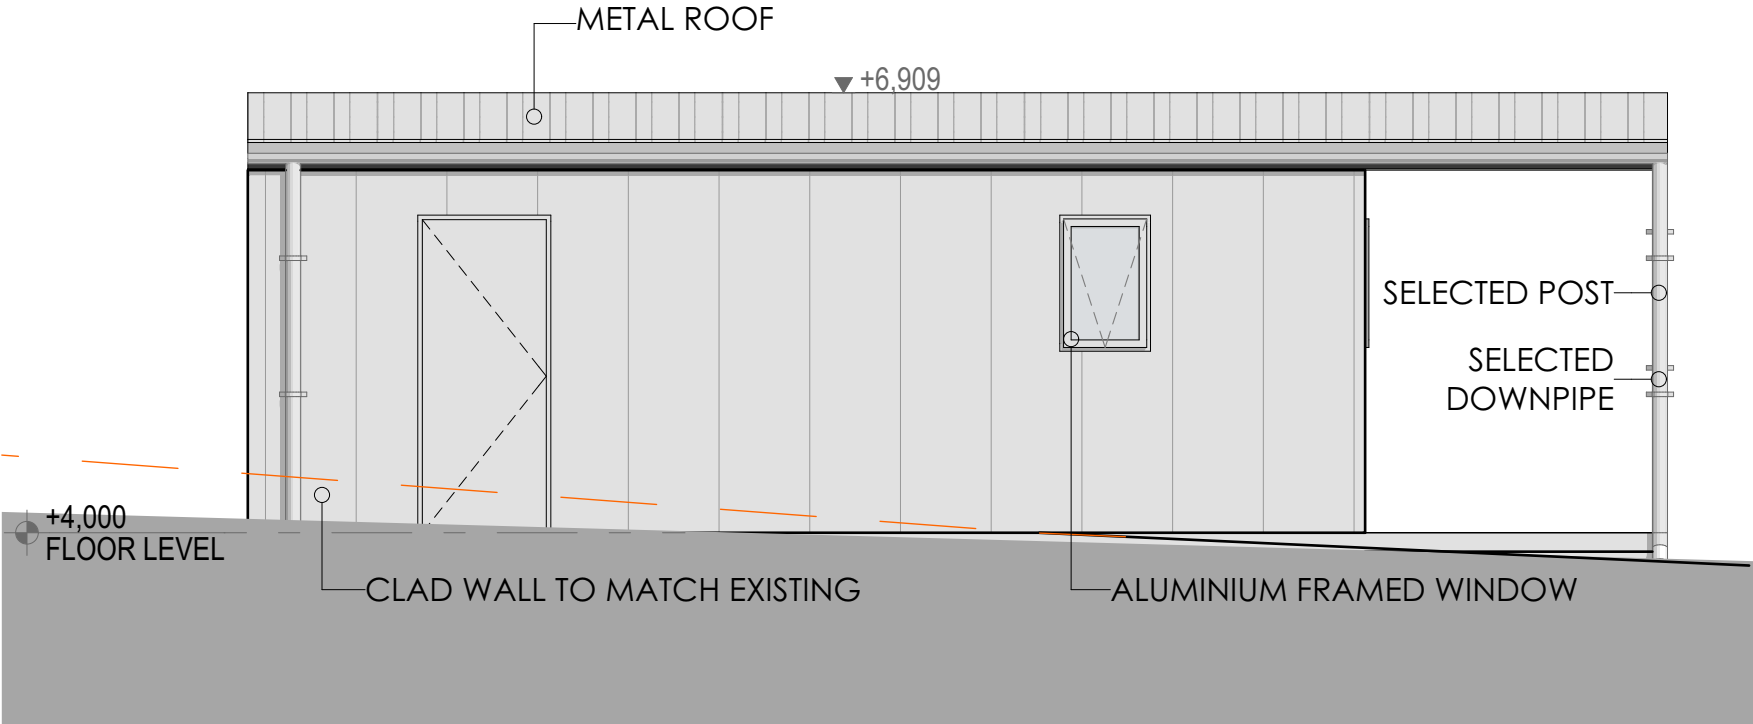 METAL ROOF
+6,909
SELECTED POST
SELECTED
DOWNPIPE
+4,000
FLOOR LEVEL
CLAD WALL TO MATCH EXISTING
ALUMINIUM FRAMED WINDOW